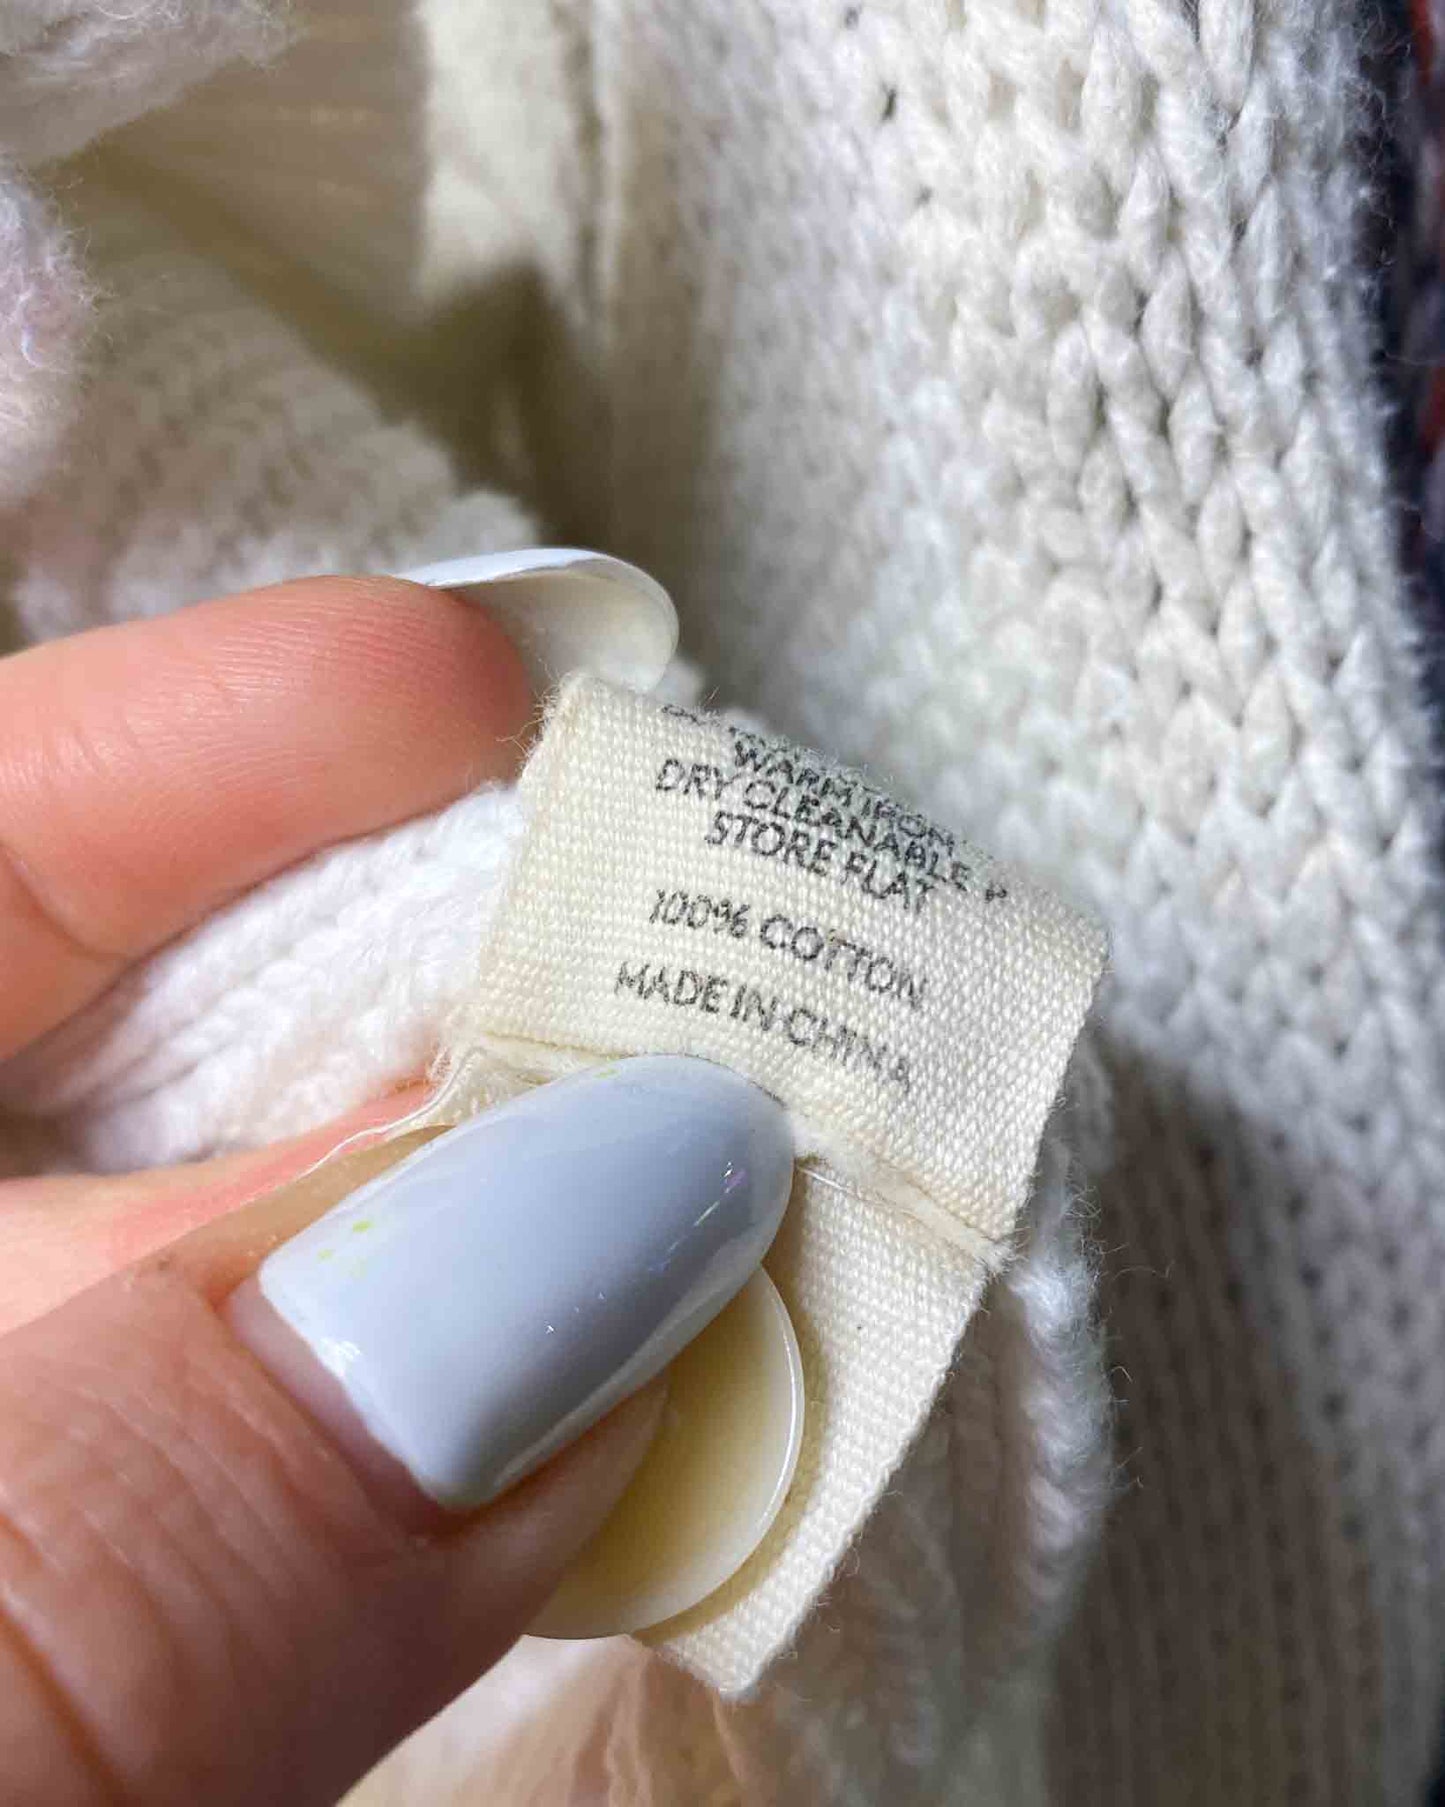 WARM IRON
DRY CLEANABLE P
STORE FLAT
100% COTTON
MADE IN CHINA